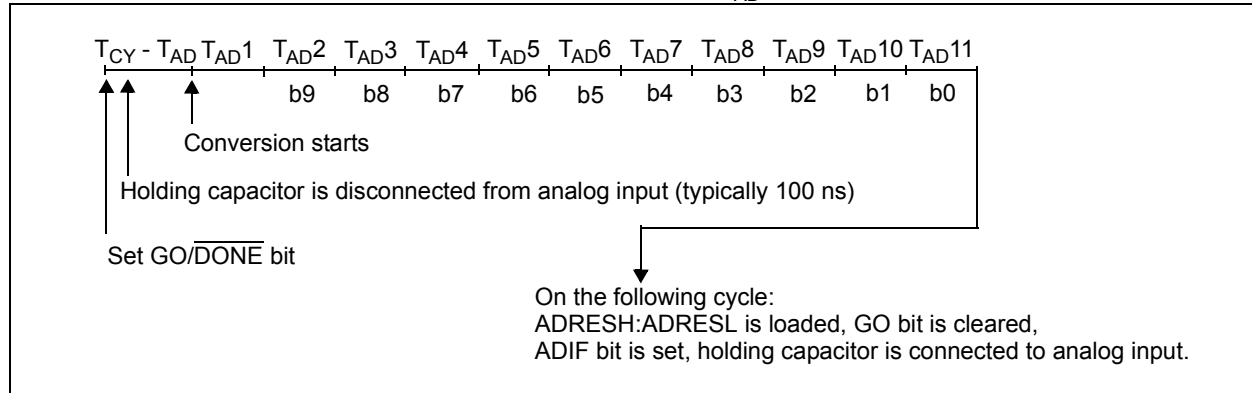 AD
TCY - TAD TAD1 TAD2 TAD3 TAD4 TAD5 TAD6 TAD7 TAD8 TAD9 TAD10 TAD11
b9 b8 b7 b6 b5 b4 b3 b2 b1 b0
Conversion starts
Holding capacitor is disconnected from analog input (typically 100 ns)
Set GO/DONE bit
On the following cycle:
ADRESH:ADRESL is loaded, GO bit is cleared,
ADIF bit is set, holding capacitor is connected to analog input.